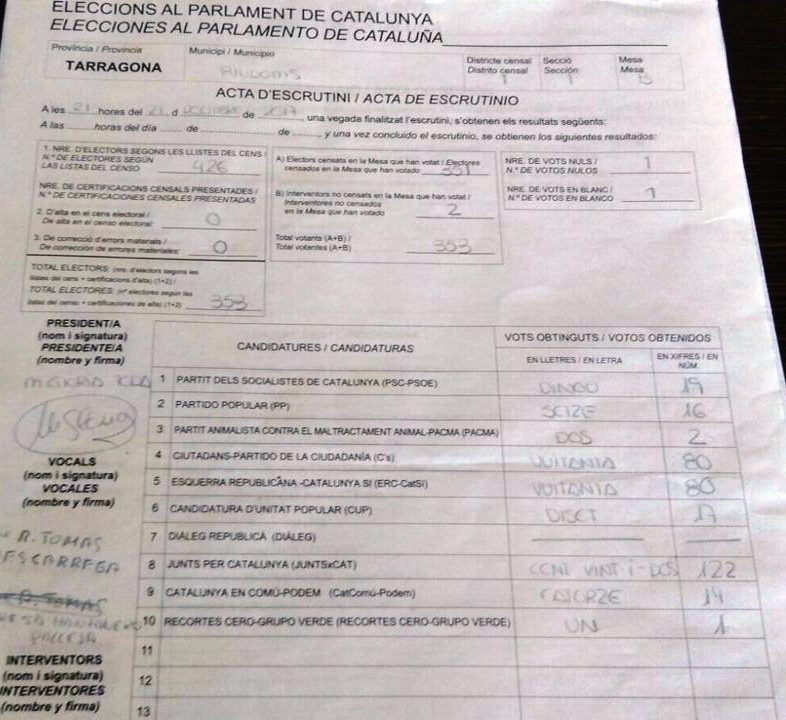 ELECCIONS AL PARLAMENT DE CATALUNYA
ELECCIONES AL PARLAMENTO DE CATALUÑA
Província / Provincia
TARRAGONA
Municipi / Municipio
RIUDOMS
Districte censal
Distrito censal
1
Secció
Sección
1
Mesa
Mesa
B
ACTA D'ESCRUTINI / ACTA DE ESCRUTINIO
A les 21 hores del 21 d DECEMBRE de 2017, una vegada finalitzat l'escrutini, s'obtenen els resultats següents:
A las ........ horas del día ....... de ........................ de ........, y una vez concluido el escrutinio, se obtienen los siguientes resultados:
1. NRE. D'ELECTORS SEGONS LES LLISTES DEL CENS /
N.º DE ELECTORES SEGÚN
LAS LISTAS DEL CENSO 426
NRE. DE CERTIFICACIONS CENSALS PRESENTADES /
N.º DE CERTIFICACIONES CENSALES PRESENTADAS
2. D'alta en el cens electoral /
De alta en el censo electoral: 0
3. De correcció d'errors materials /
De corrección de errores materiales: 0
TOTAL ELECTORS: (nre. d'electors segons les
llistes del cens + certificacions d'alta) (1+2) /
TOTAL ELECTORES: (nº electores según las
listas del censo + certificaciones de alta) (1+2) 353
A) Electors censats en la Mesa que han votat / Electores
censados en la Mesa que han votado 351
B) Interventors no censats en la Mesa que han votat /
Interventores no censados
en la Mesa que han votado 2
Total votants (A+B) /
Total votantes (A+B) 353
NRE. DE VOTS NULS /
N.º DE VOTOS NULOS 1
NRE. DE VOTS EN BLANC /
N.º DE VOTOS EN BLANCO 1
PRESIDENT/A
(nom i signatura)
PRESIDENTE/A
(nombre y firma)
VOCALS
(nom i signatura)
VOCALES
(nombre y firma)
R. TOMAS
ESCARREGA
INTERVENTORS
(nom i signatura)
INTERVENTORES
(nombre y firma)
CANDIDATURES / CANDIDATURAS
VOTS OBTINGUTS / VOTOS OBTENIDOS
EN LLETRES / EN LETRA
EN XIFRES / EN NÚM.
1 PARTIT DELS SOCIALISTES DE CATALUNYA (PSC-PSOE) DINOU 19
2 PARTIDO POPULAR (PP) SETZE 16
3 PARTIT ANIMALISTA CONTRA EL MALTRACTAMENT ANIMAL-PACMA (PACMA) DOS 2
4 CIUTADANS-PARTIDO DE LA CIUDADANÍA (C's) VUITANTA 80
5 ESQUERRA REPUBLICANA -CATALUNYA SI (ERC-CatSI) VUITANTA 80
6 CANDIDATURA D'UNITAT POPULAR (CUP) DISET 17
7 DIÀLEG REPUBLICÀ (DIÀLEG)
8 JUNTS PER CATALUNYA (JUNTSxCAT) CENT VINT-I-DOS 122
9 CATALUNYA EN COMÚ-PODEM (CatComú-Podem) CATORZE 14
10 RECORTES CERO-GRUPO VERDE (RECORTES CERO-GRUPO VERDE) UN 1
11
12
13